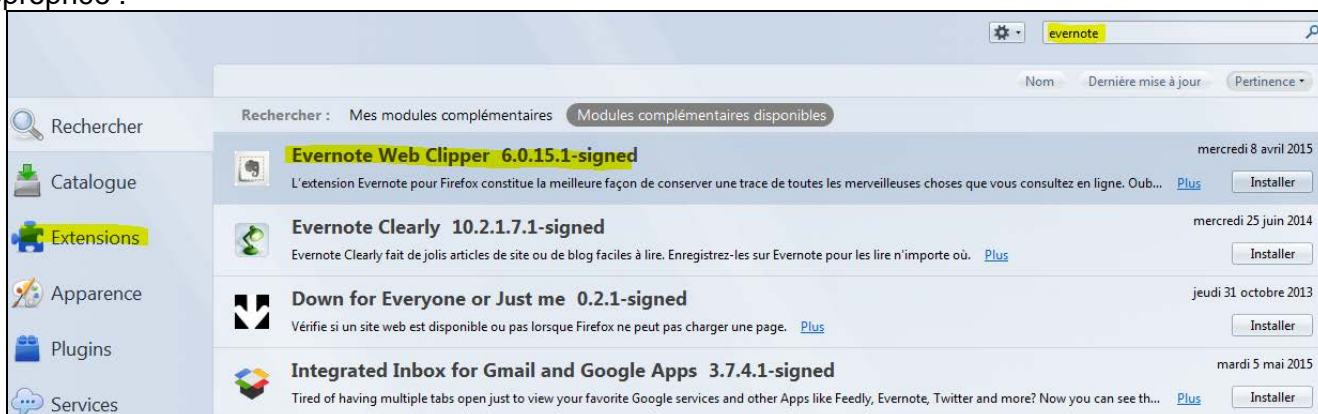 evernote
Nom Dernière mise à jour Pertinence
Rechercher : Mes modules complémentaires Modules complémentaires disponibles
Rechercher
Catalogue
Extensions
Apparence
Plugins
Services
Evernote Web Clipper 6.0.15.1-signed mercredi 8 avril 2015
L'extension Evernote pour Firefox constitue la meilleure façon de conserver une trace de toutes les merveilleuses choses que vous consultez en ligne. Oub... Plus Installer
Evernote Clearly 10.2.1.7.1-signed mercredi 25 juin 2014
Evernote Clearly fait de jolis articles de site ou de blog faciles à lire. Enregistrez-les sur Evernote pour les lire n'importe où. Plus Installer
Down for Everyone or Just me 0.2.1-signed jeudi 31 octobre 2013
Vérifie si un site web est disponible ou pas lorsque Firefox ne peut pas charger une page. Plus Installer
Integrated Inbox for Gmail and Google Apps 3.7.4.1-signed mardi 5 mai 2015
Tired of having multiple tabs open just to view your favorite Google services and other Apps like Feedly, Evernote, Twitter and more? Now you can see th... Plus Installer